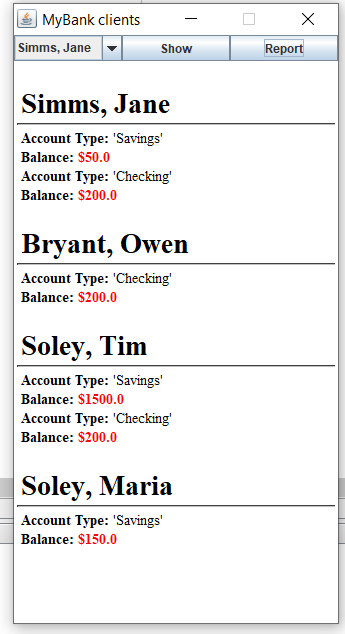 MyBank clients
Simms, Jane Show Report
Simms, Jane
Account Type: 'Savings'
Balance: $50.0
Account Type: 'Checking'
Balance: $200.0
Bryant, Owen
Account Type: 'Checking'
Balance: $200.0
Soley, Tim
Account Type: 'Savings'
Balance: $1500.0
Account Type: 'Checking'
Balance: $200.0
Soley, Maria
Account Type: 'Savings'
Balance: $150.0